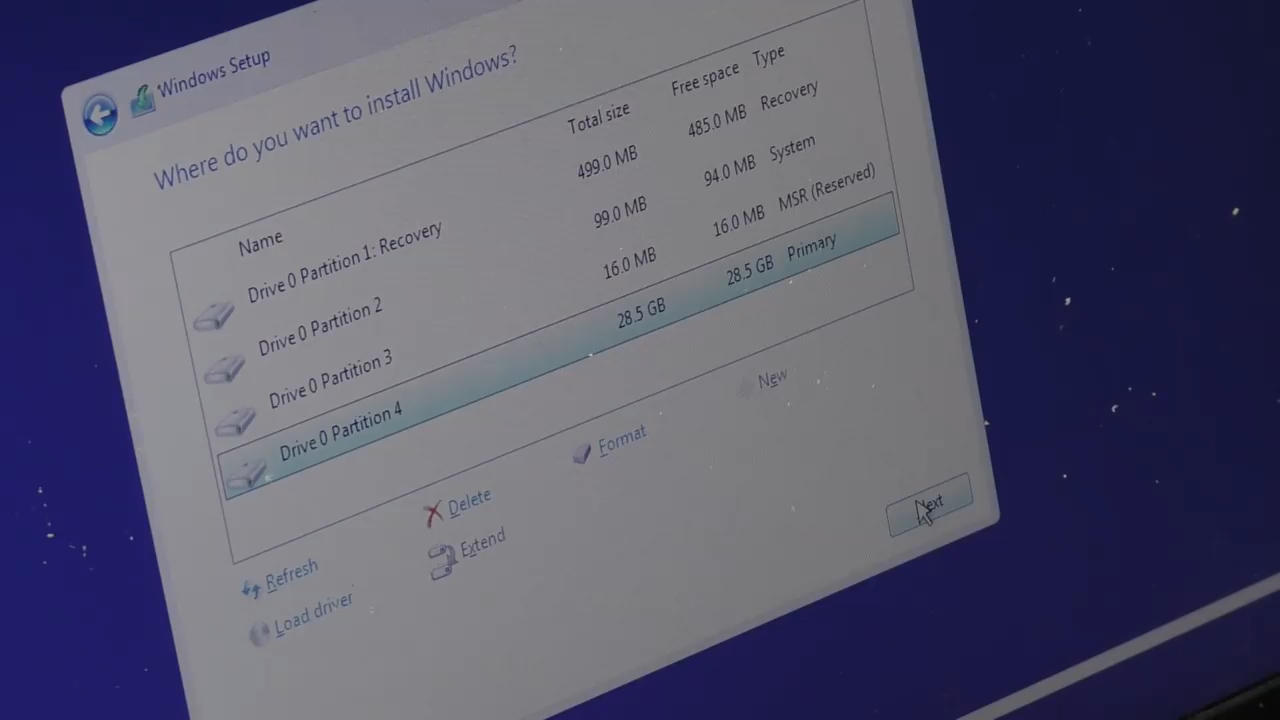 Windows Setup
Where do you want to install Windows?
Name Total size Free space Type
Drive 0 Partition 1: Recovery 499.0 MB 485.0 MB Recovery
Drive 0 Partition 2 99.0 MB 94.0 MB System
Drive 0 Partition 3 16.0 MB 16.0 MB MSR (Reserved)
Drive 0 Partition 4 28.5 GB 28.5 GB Primary
Refresh Delete Format New
Load driver Extend
Next